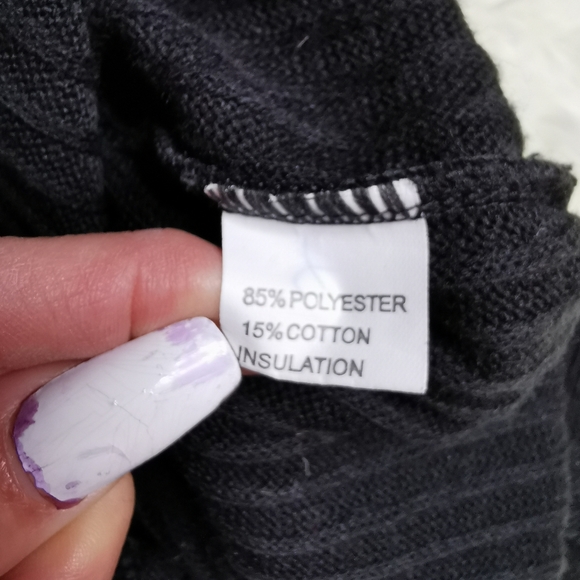 85% POLYESTER
15% COTTON
INSULATION